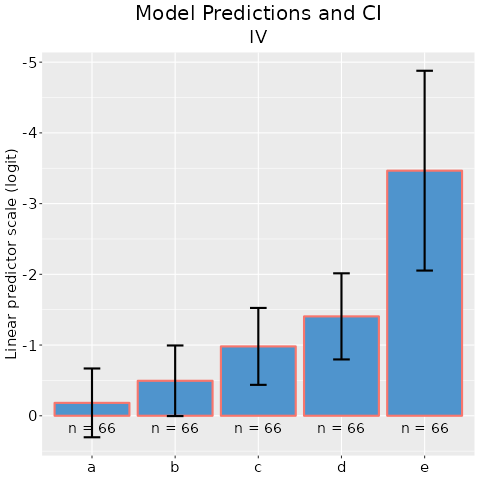 Model Predictions and CI
IV
Linear predictor scale (logit)
-5
-4
-3
-2
-1
0
n = 66 n = 66 n = 66 n = 66 n = 66
a b c d e